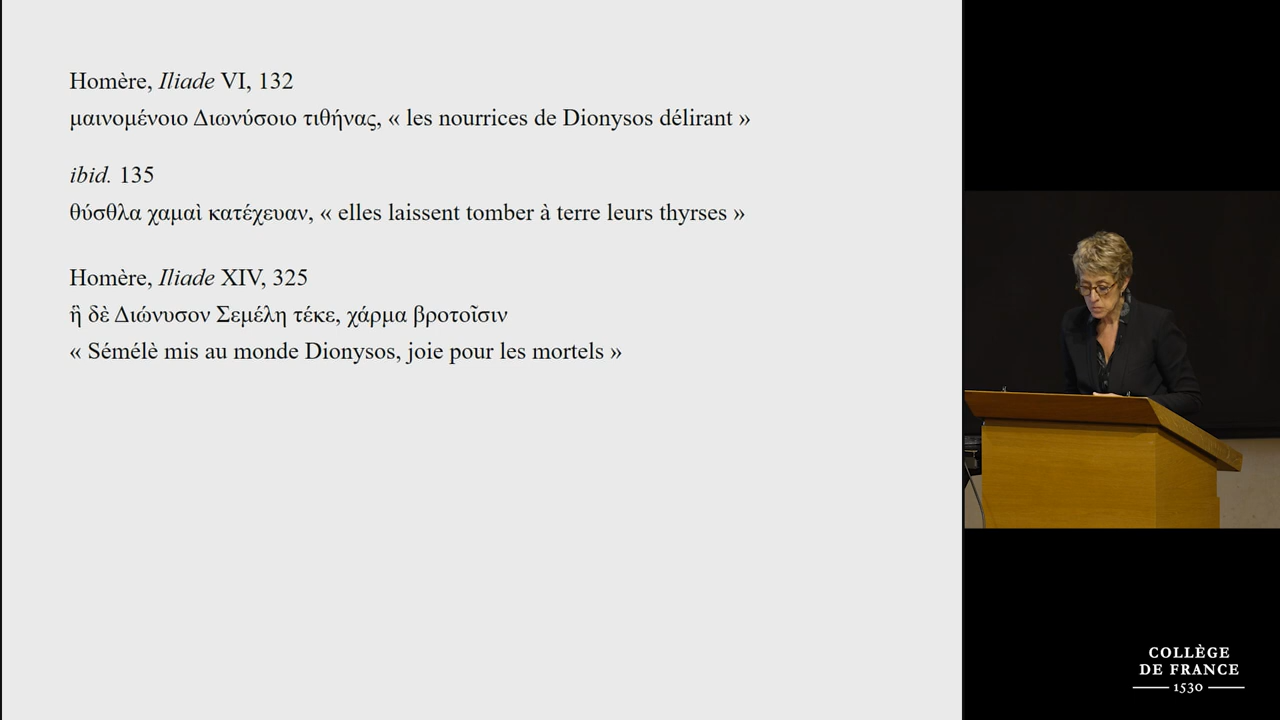 Homère, Iliade VI, 132
μαινομένοιο Διωνύσοιο τιθήνας, « les nourrices de Dionysos délirant »
ibid. 135
θύσθλα χαμαὶ κατέχευαν, « elles laissent tomber à terre leurs thyrses »
Homère, Iliade XIV, 325
ἣ δὲ Διώνυσον Σεμέλη τέκε, χάρμα βροτοῖσιν
« Sémélè mis au monde Dionysos, joie pour les mortels »
COLLÈGE
DE FRANCE
1530